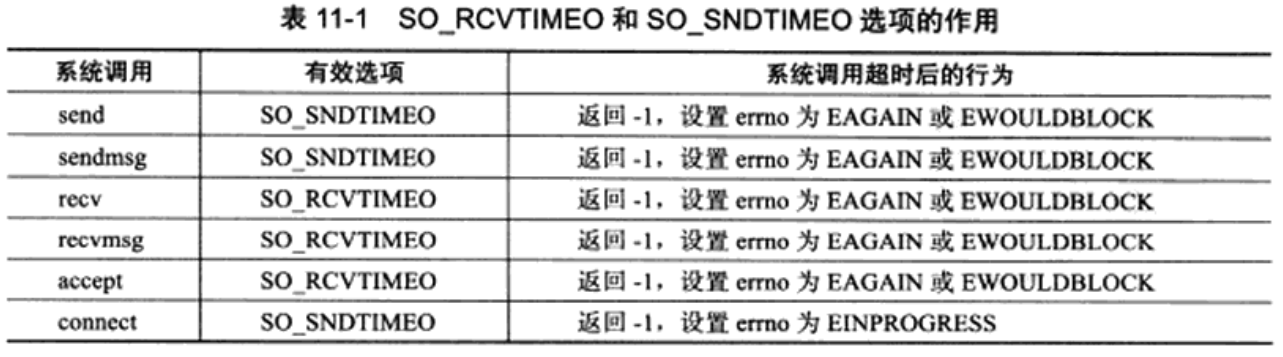 表 11-1 SO_RCVTIMEO 和 SO_SNDTIMEO 选项的作用
系统调用 有效选项 系统调用超时后的行为
send SO_SNDTIMEO 返回 -1，设置 errno 为 EAGAIN 或 EWOULDBLOCK
sendmsg SO_SNDTIMEO 返回 -1，设置 errno 为 EAGAIN 或 EWOULDBLOCK
recv SO_RCVTIMEO 返回 -1，设置 errno 为 EAGAIN 或 EWOULDBLOCK
recvmsg SO_RCVTIMEO 返回 -1，设置 errno 为 EAGAIN 或 EWOULDBLOCK
accept SO_RCVTIMEO 返回 -1，设置 errno 为 EAGAIN 或 EWOULDBLOCK
connect SO_SNDTIMEO 返回 -1，设置 errno 为 EINPROGRESS